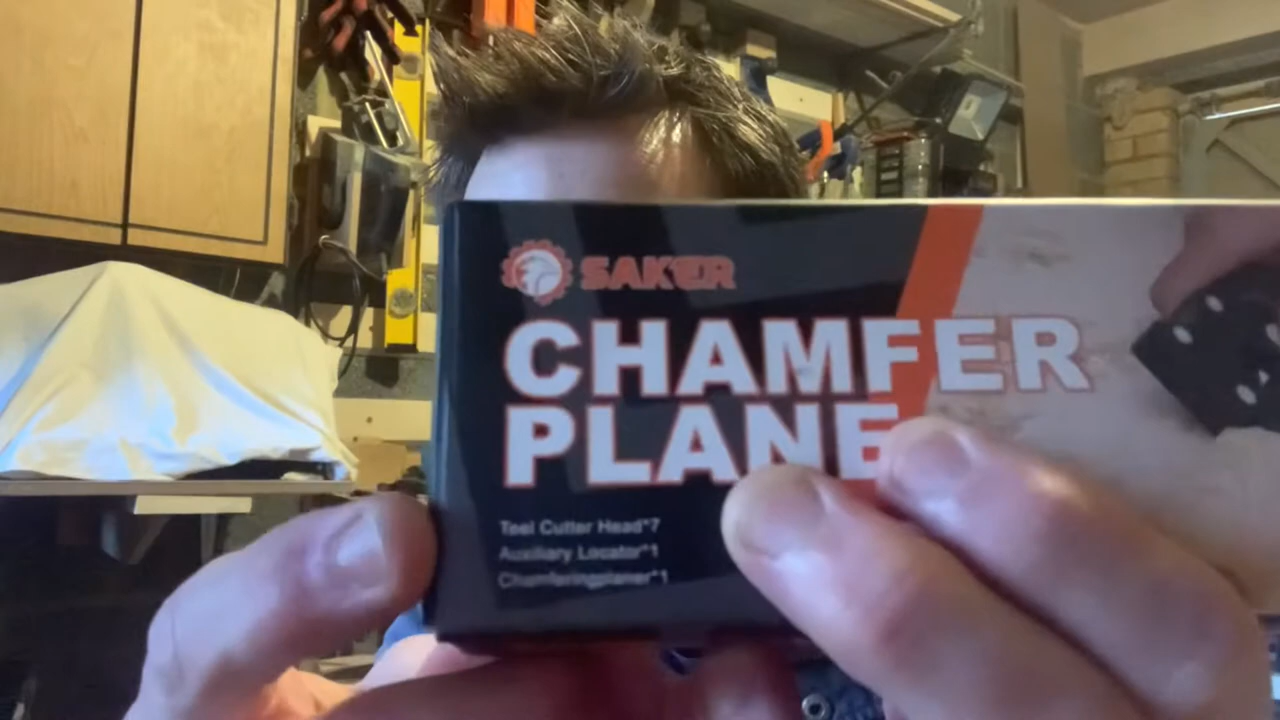 SAKER
CHAMFER
PLANE
Teel Cutter Head*7
Auxiliary Locator*1
Chamferingplaner*1